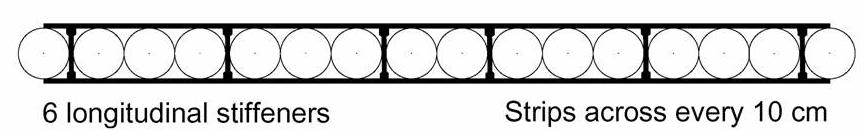 6 longitudinal stiffeners
Strips across every 10 cm